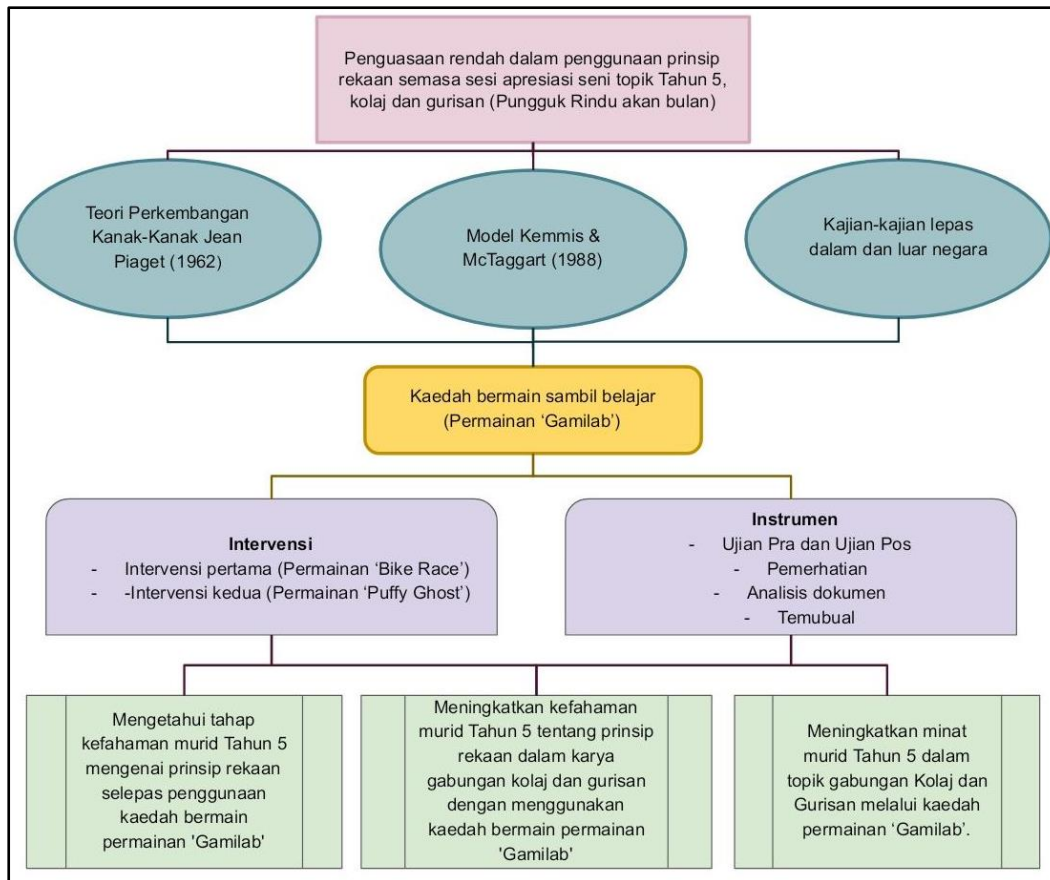 Penguasaan rendah dalam penggunaan prinsip
rekaan semasa sesi apresiasi seni topik Tahun 5,
kolaj dan gurisan (Pungguk Rindu akan bulan)
Teori Perkembangan
Kanak-Kanak Jean
Piaget (1962)
Model Kemmis &
McTaggart (1988)
Kajian-kajian lepas
dalam dan luar negara
Kaedah bermain sambil belajar
(Permainan ‘Gamilab’)
Intervensi
- Intervensi pertama (Permainan ‘Bike Race’)
- -Intervensi kedua (Permainan ‘Puffy Ghost’)
Instrumen
- Ujian Pra dan Ujian Pos
- Pemerhatian
- Analisis dokumen
- Temubual
Mengetahui tahap
kefahaman murid Tahun 5
mengenai prinsip rekaan
selepas penggunaan
kaedah bermain
permainan 'Gamilab'
Meningkatkan kefahaman
murid Tahun 5 tentang prinsip
rekaan dalam karya
gabungan kolaj dan gurisan
dengan menggunakan
kaedah bermain permainan
'Gamilab'
Meningkatkan minat
murid Tahun 5 dalam
topik gabungan Kolaj dan
Gurisan melalui kaedah
permainan ‘Gamilab’.